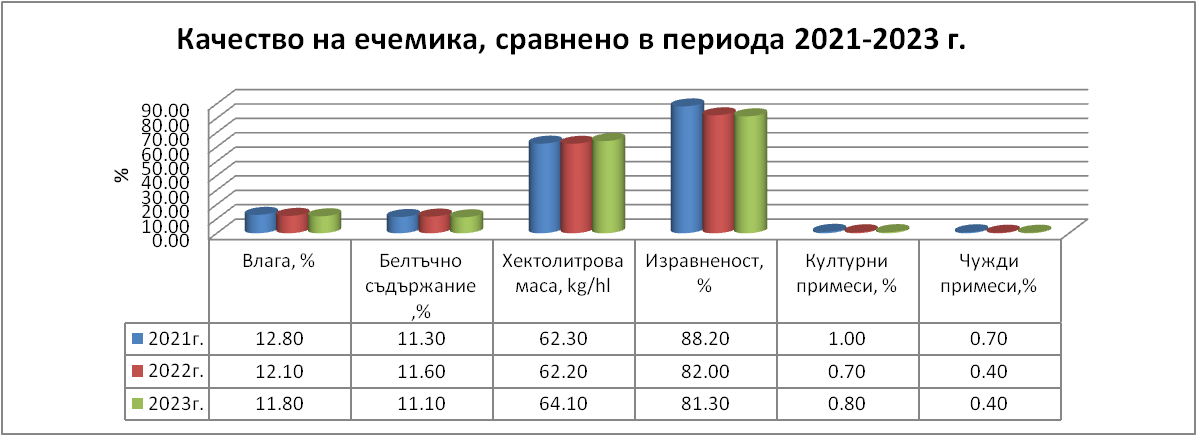 Качество на ечемика, сравнено в периода 2021-2023 г.
%
90.00
80.00
70.00
60.00
50.00
40.00
30.00
20.00
10.00
0.00
Влага, % Белтъчно съдържание ,% Хектолитрова маса, kg/hl Изравненост, % Културни примеси, % Чужди примеси,%
2021г. 12.80 11.30 62.30 88.20 1.00 0.70
2022г. 12.10 11.60 62.20 82.00 0.70 0.40
2023г. 11.80 11.10 64.10 81.30 0.80 0.40